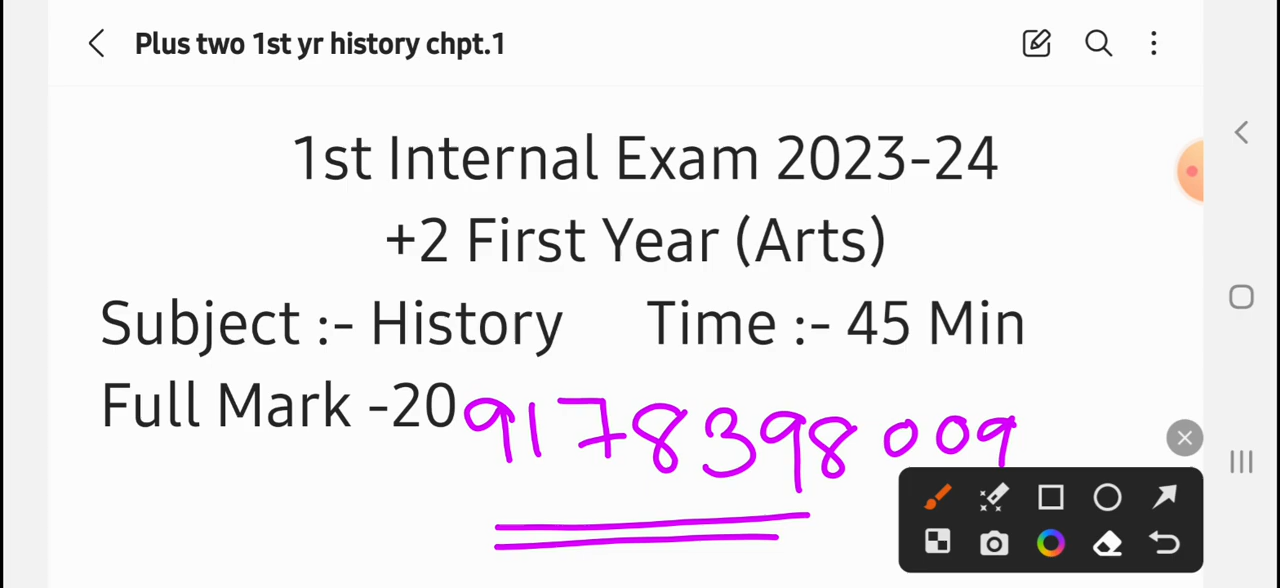 Plus two 1st yr history chpt.1
1st Internal Exam 2023-24
+2 First Year (Arts)
Subject :- History Time :- 45 Min
Full Mark -20 9178398009